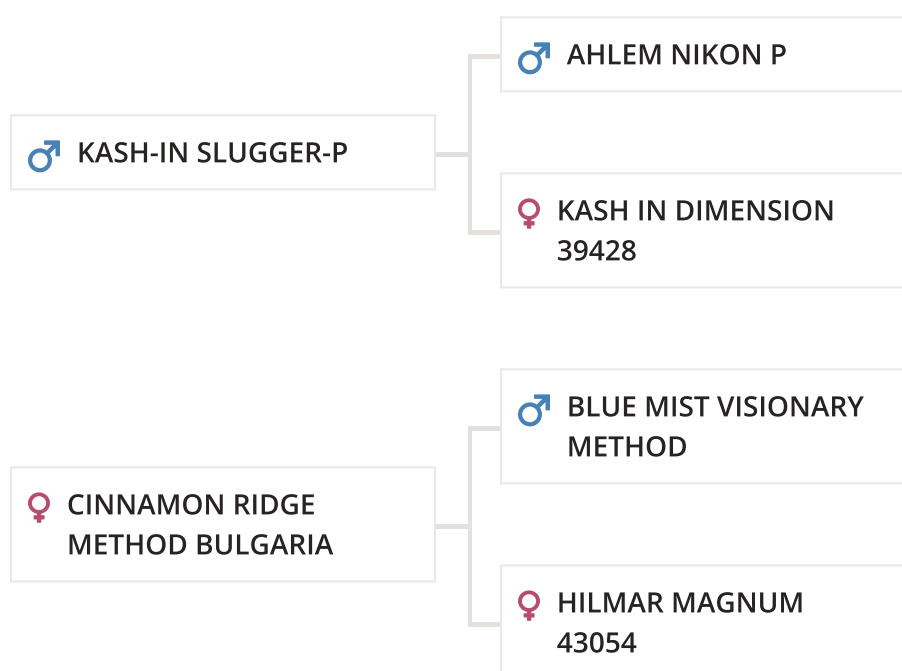 AHLEM NIKON P
KASH-IN SLUGGER-P
KASH IN DIMENSION
39428
BLUE MIST VISIONARY
METHOD
CINNAMON RIDGE
METHOD BULGARIA
HILMAR MAGNUM
43054